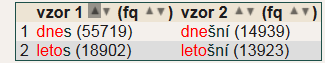 vzor 1 ▲▼ (fq ▲▼) vzor 2 ▲▼ (fq ▲▼)
1 dnes (55719) dnešní (14939)
2 letos (18902) letošní (13923)